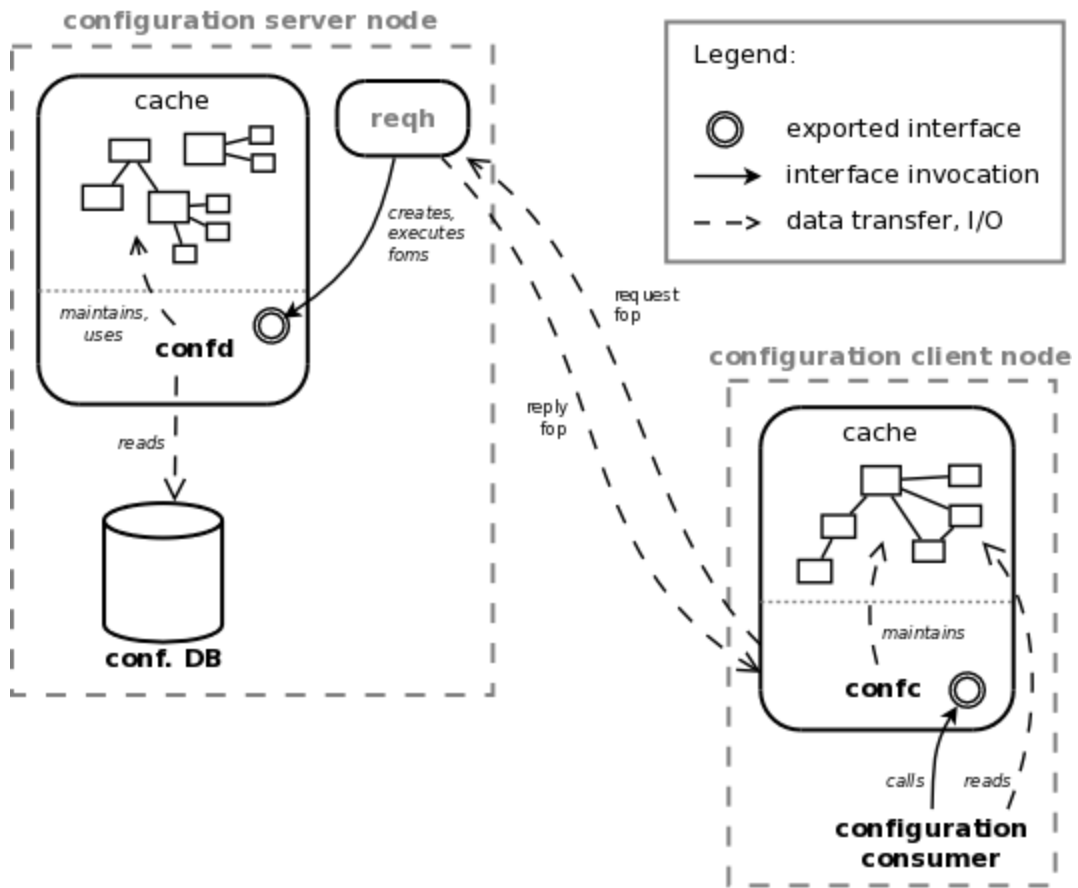 configuration server node
cache
reqh
creates,
executes
foms
maintains,
uses
confd
reads
conf. DB
Legend:
exported interface
interface invocation
data transfer, I/O
request
fop
reply
fop
configuration client node
cache
maintains
confc
calls
reads
configuration
consumer